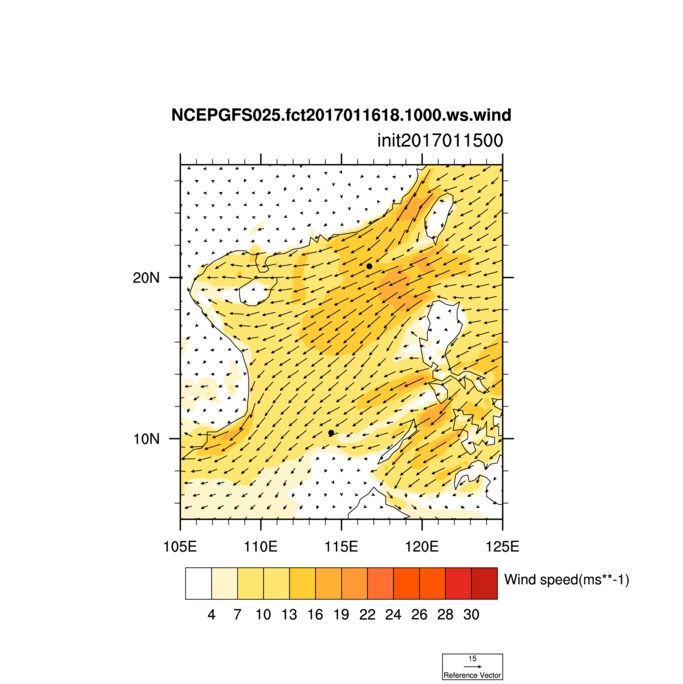 NCEPGFS025.fct2017011618.1000.ws.wind
init2017011500
20N
10N
105E 110E 115E 120E 125E
Wind speed(ms**-1)
4 7 10 13 16 19 22 24 26 28 30
15
Reference Vector